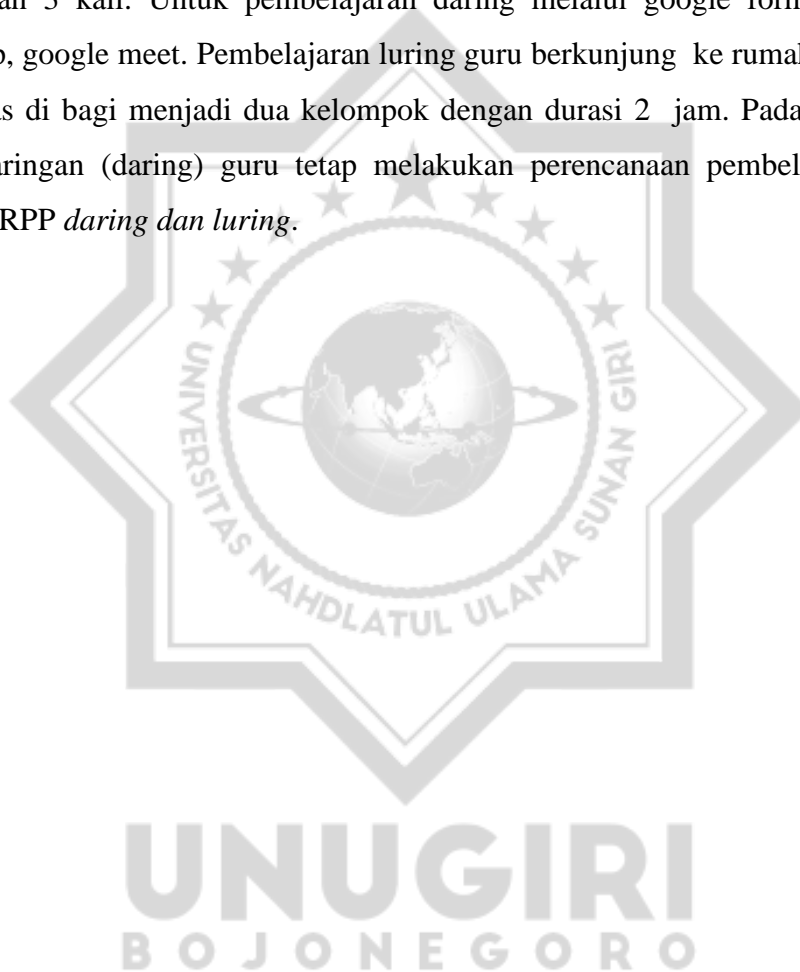 3 kali. Untuk pembelajaran daring melalui google
google meet. Pembelajaran luring guru berkunjung ke
di bagi menjadi dua kelompok dengan durasi 2 jam. Pada
(daring) guru tetap melakukan perencanaan
RPP daring dan luring.
UNIVERSITAS NAHDLATUL ULAMA SUNAN GIRI
UNUGIRI
BOJONEGORO